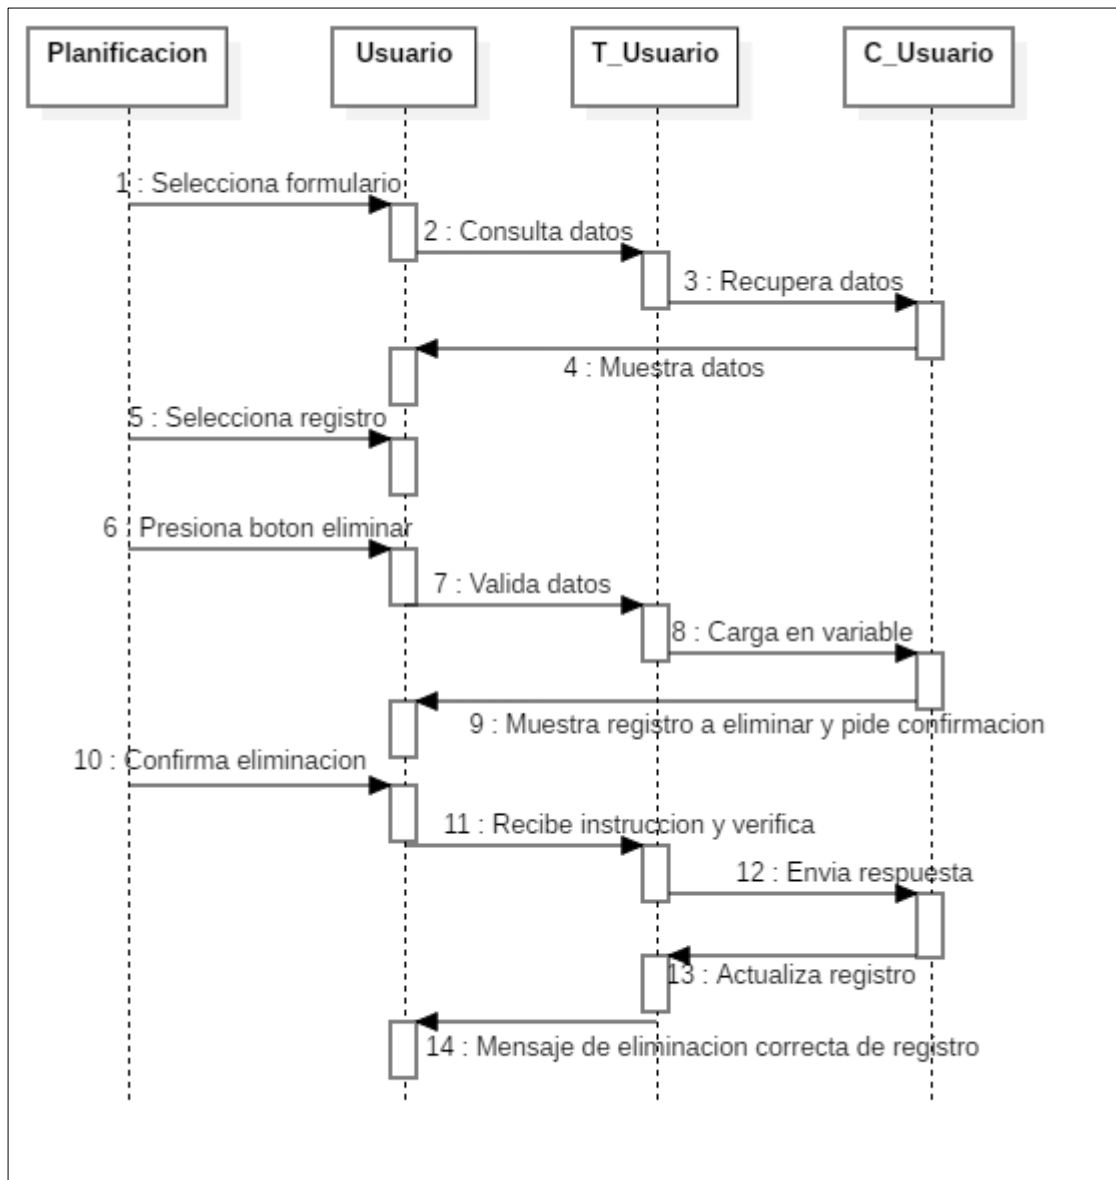 Planificacion
Usuario
T_Usuario
C_Usuario
1 : Selecciona formulario
2 : Consulta datos
3 : Recupera datos
4 : Muestra datos
5 : Selecciona registro
6 : Presiona boton eliminar
7 : Valida datos
8 : Carga en variable
9 : Muestra registro a eliminar y pide confirmacion
10 : Confirma eliminacion
11 : Recibe instruccion y verifica
12 : Envia respuesta
13 : Actualiza registro
14 : Mensaje de eliminacion correcta de registro